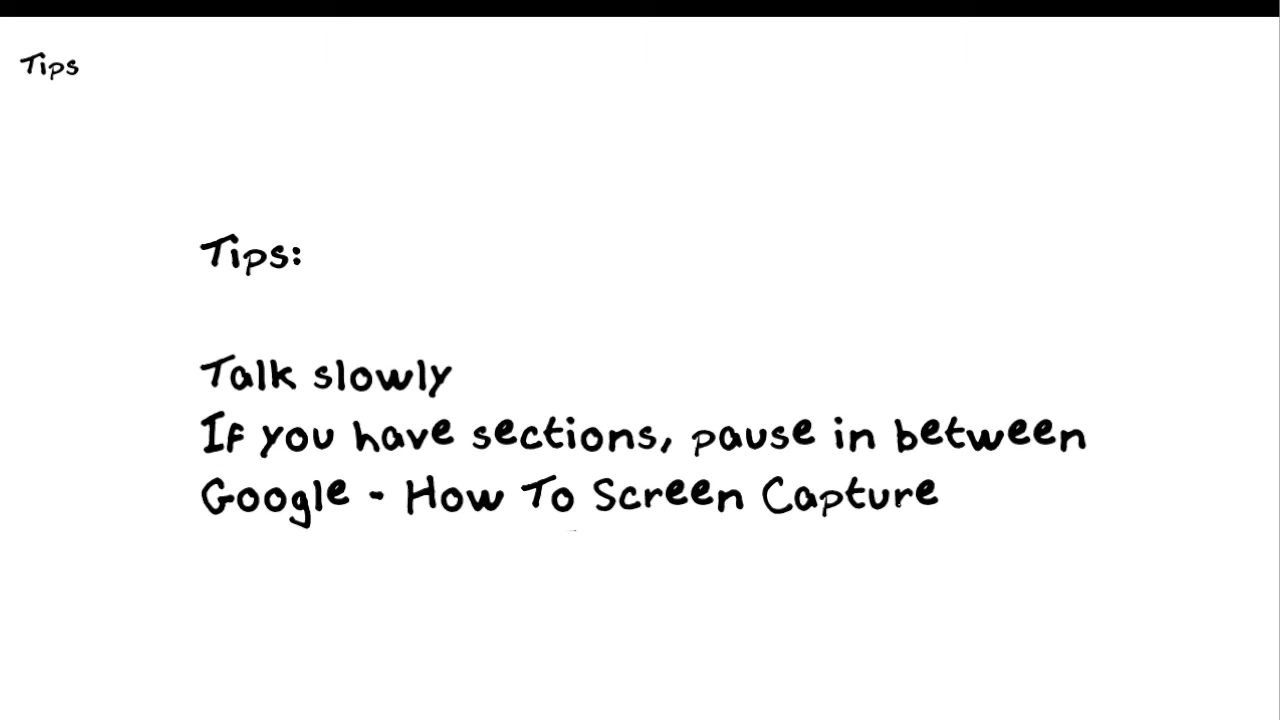 Tips
Tips:
Talk slowly
If you have sections, pause in between
Google - How To Screen Capture